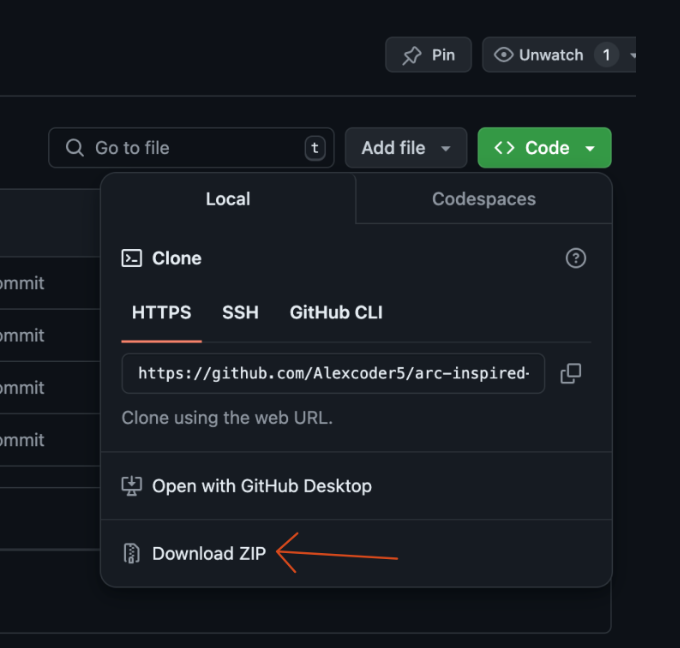 Pin
Unwatch 1
Go to file t
Add file
Code
Local
Codespaces
Clone
HTTPS SSH GitHub CLI
https://github.com/Alexcoder5/arc-inspired-
Clone using the web URL.
Open with GitHub Desktop
Download ZIP
ommit
ommit
ommit
ommit